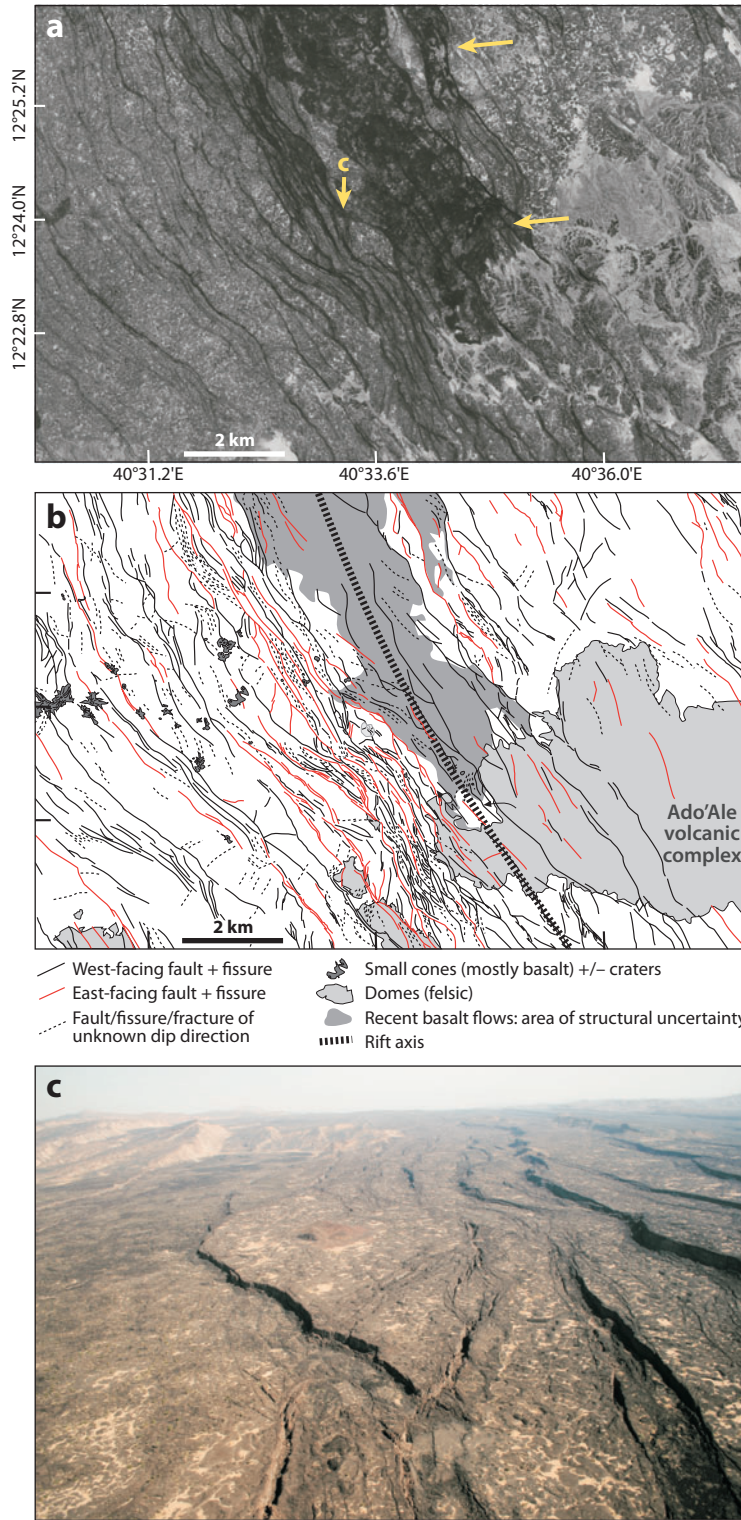 a
12°25.2'N
c
12°24.0'N
12°22.8'N
2 km
40°31.2'E
40°33.6'E
40°36.0'E
b
Ado'Ale
volcanic
complex
2 km
West-facing fault + fissure
East-facing fault + fissure
Fault/fissure/fracture of
unknown dip direction
Small cones (mostly basalt) +/– craters
Domes (felsic)
Recent basalt flows: area of structural uncertainty
Rift axis
c